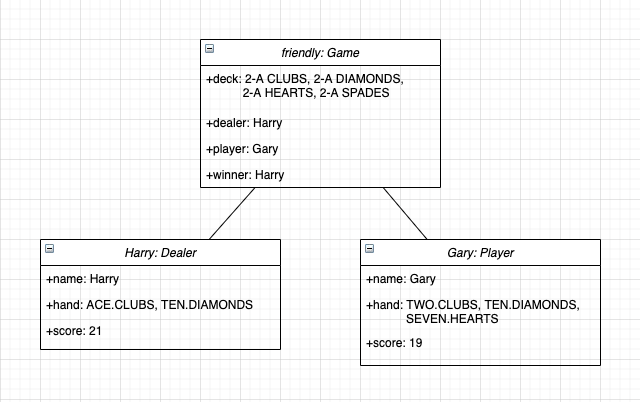 friendly: Game
+deck: 2-A CLUBS, 2-A DIAMONDS,
2-A HEARTS, 2-A SPADES
+dealer: Harry
+player: Gary
+winner: Harry
Harry: Dealer
+name: Harry
+hand: ACE.CLUBS, TEN.DIAMONDS
+score: 21
Gary: Player
+name: Gary
+hand: TWO.CLUBS, TEN.DIAMONDS,
SEVEN.HEARTS
+score: 19